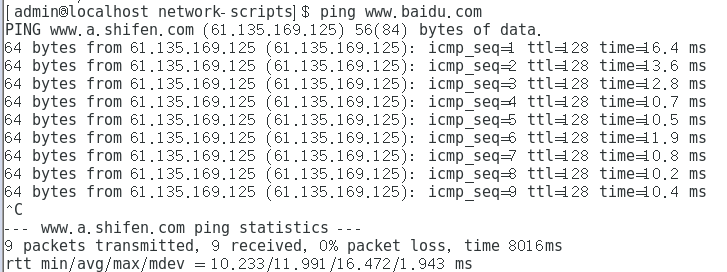 [admin@localhost network-scripts]$ ping www.baidu.com
PING www.a.shifen.com (61.135.169.125) 56(84) bytes of data.
64 bytes from 61.135.169.125 (61.135.169.125): icmp_seq=1 ttl=128 time=16.4 ms
64 bytes from 61.135.169.125 (61.135.169.125): icmp_seq=2 ttl=128 time=13.6 ms
64 bytes from 61.135.169.125 (61.135.169.125): icmp_seq=3 ttl=128 time=12.8 ms
64 bytes from 61.135.169.125 (61.135.169.125): icmp_seq=4 ttl=128 time=10.7 ms
64 bytes from 61.135.169.125 (61.135.169.125): icmp_seq=5 ttl=128 time=10.5 ms
64 bytes from 61.135.169.125 (61.135.169.125): icmp_seq=6 ttl=128 time=11.9 ms
64 bytes from 61.135.169.125 (61.135.169.125): icmp_seq=7 ttl=128 time=10.8 ms
64 bytes from 61.135.169.125 (61.135.169.125): icmp_seq=8 ttl=128 time=10.2 ms
64 bytes from 61.135.169.125 (61.135.169.125): icmp_seq=9 ttl=128 time=10.4 ms
^C
--- www.a.shifen.com ping statistics ---
9 packets transmitted, 9 received, 0% packet loss, time 8016ms
rtt min/avg/max/mdev = 10.233/11.991/16.472/1.943 ms